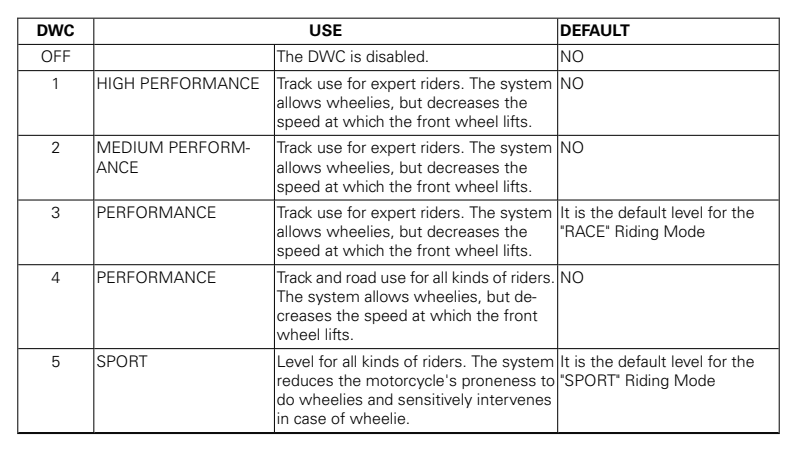 DWC USE DEFAULT
OFF The DWC is disabled. NO
1 HIGH PERFORMANCE Track use for expert riders. The system NO
allows wheelies, but decreases the
speed at which the front wheel lifts.
2 MEDIUM PERFORM- Track use for expert riders. The system NO
ANCE allows wheelies, but decreases the
speed at which the front wheel lifts.
3 PERFORMANCE Track use for expert riders. The system It is the default level for the
allows wheelies, but decreases the "RACE" Riding Mode
speed at which the front wheel lifts.
4 PERFORMANCE Track and road use for all kinds of riders. NO
The system allows wheelies, but de-
creases the speed at which the front
wheel lifts.
5 SPORT Level for all kinds of riders. The system It is the default level for the
reduces the motorcycle's proneness to "SPORT" Riding Mode
do wheelies and sensitively intervenes
in case of wheelie.